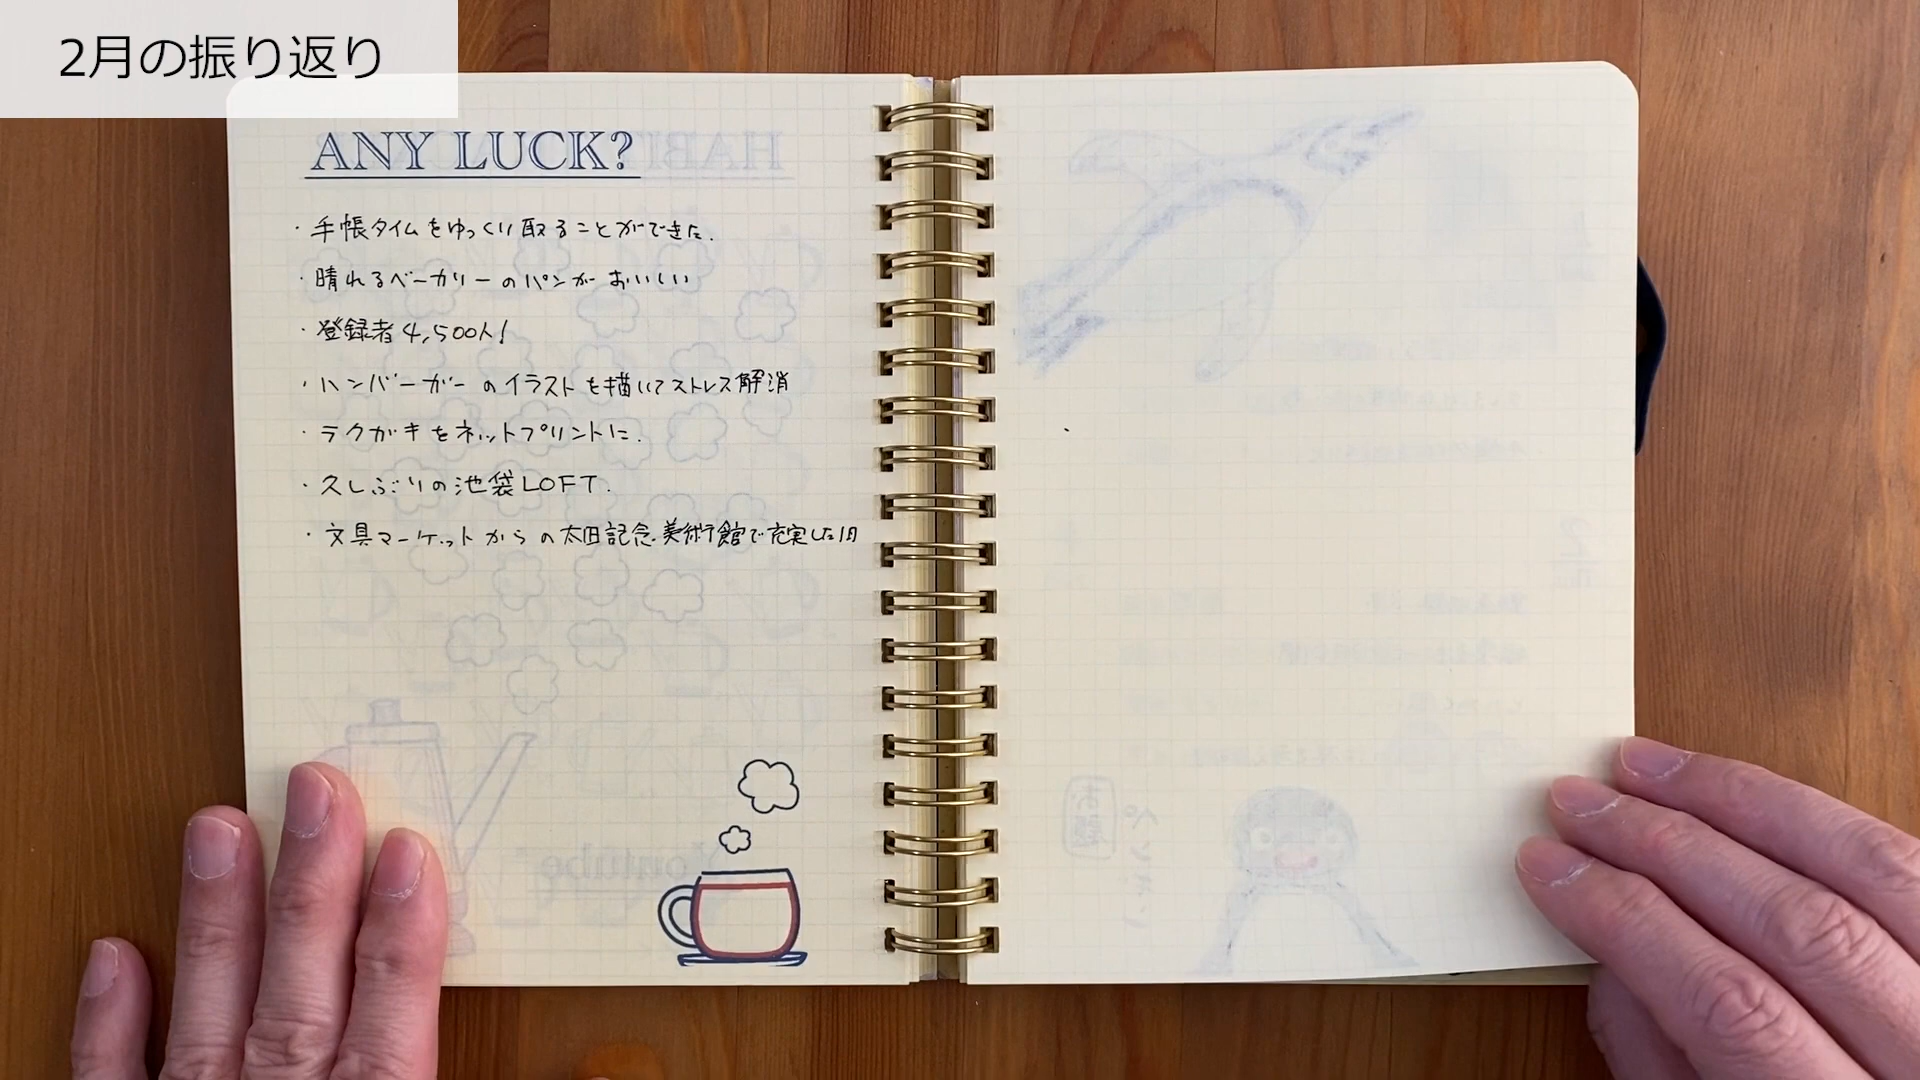 2月の振り返り
ANY LUCK?
・手帳タイムをゆっくり取ることができた.
・晴れるベーカリーのパンがおいしい
・登録者4,500人!
・ハンバーガーのイラストを描いてストレス解消
・ラクガキをネットプリントに.
・久しぶりの池袋LOFT.
・文具マーケットからの太田記念美術館で充実した1日